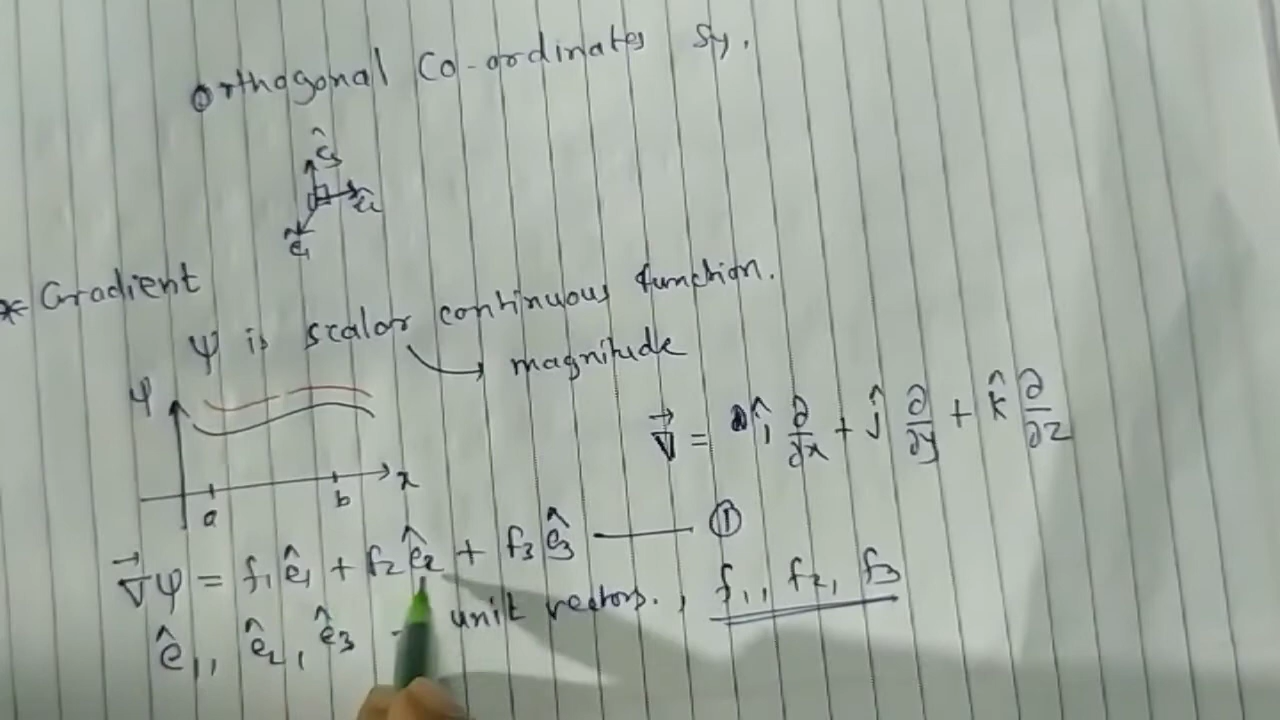 Orthogonal Co-ordinates Sy.
ê3
ê2
ê1
* Gradient
ψ is scalar continuous function.
→ magnitude
ψ
∇⃗ = î ∂/∂x + ĵ ∂/∂y + k̂ ∂/∂z
a b x
∇⃗ψ = f1 ê1 + f2 ê2 + f3 ê3 —— ①
ê1, ê2, ê3 - unit vectors., f1, f2, f3